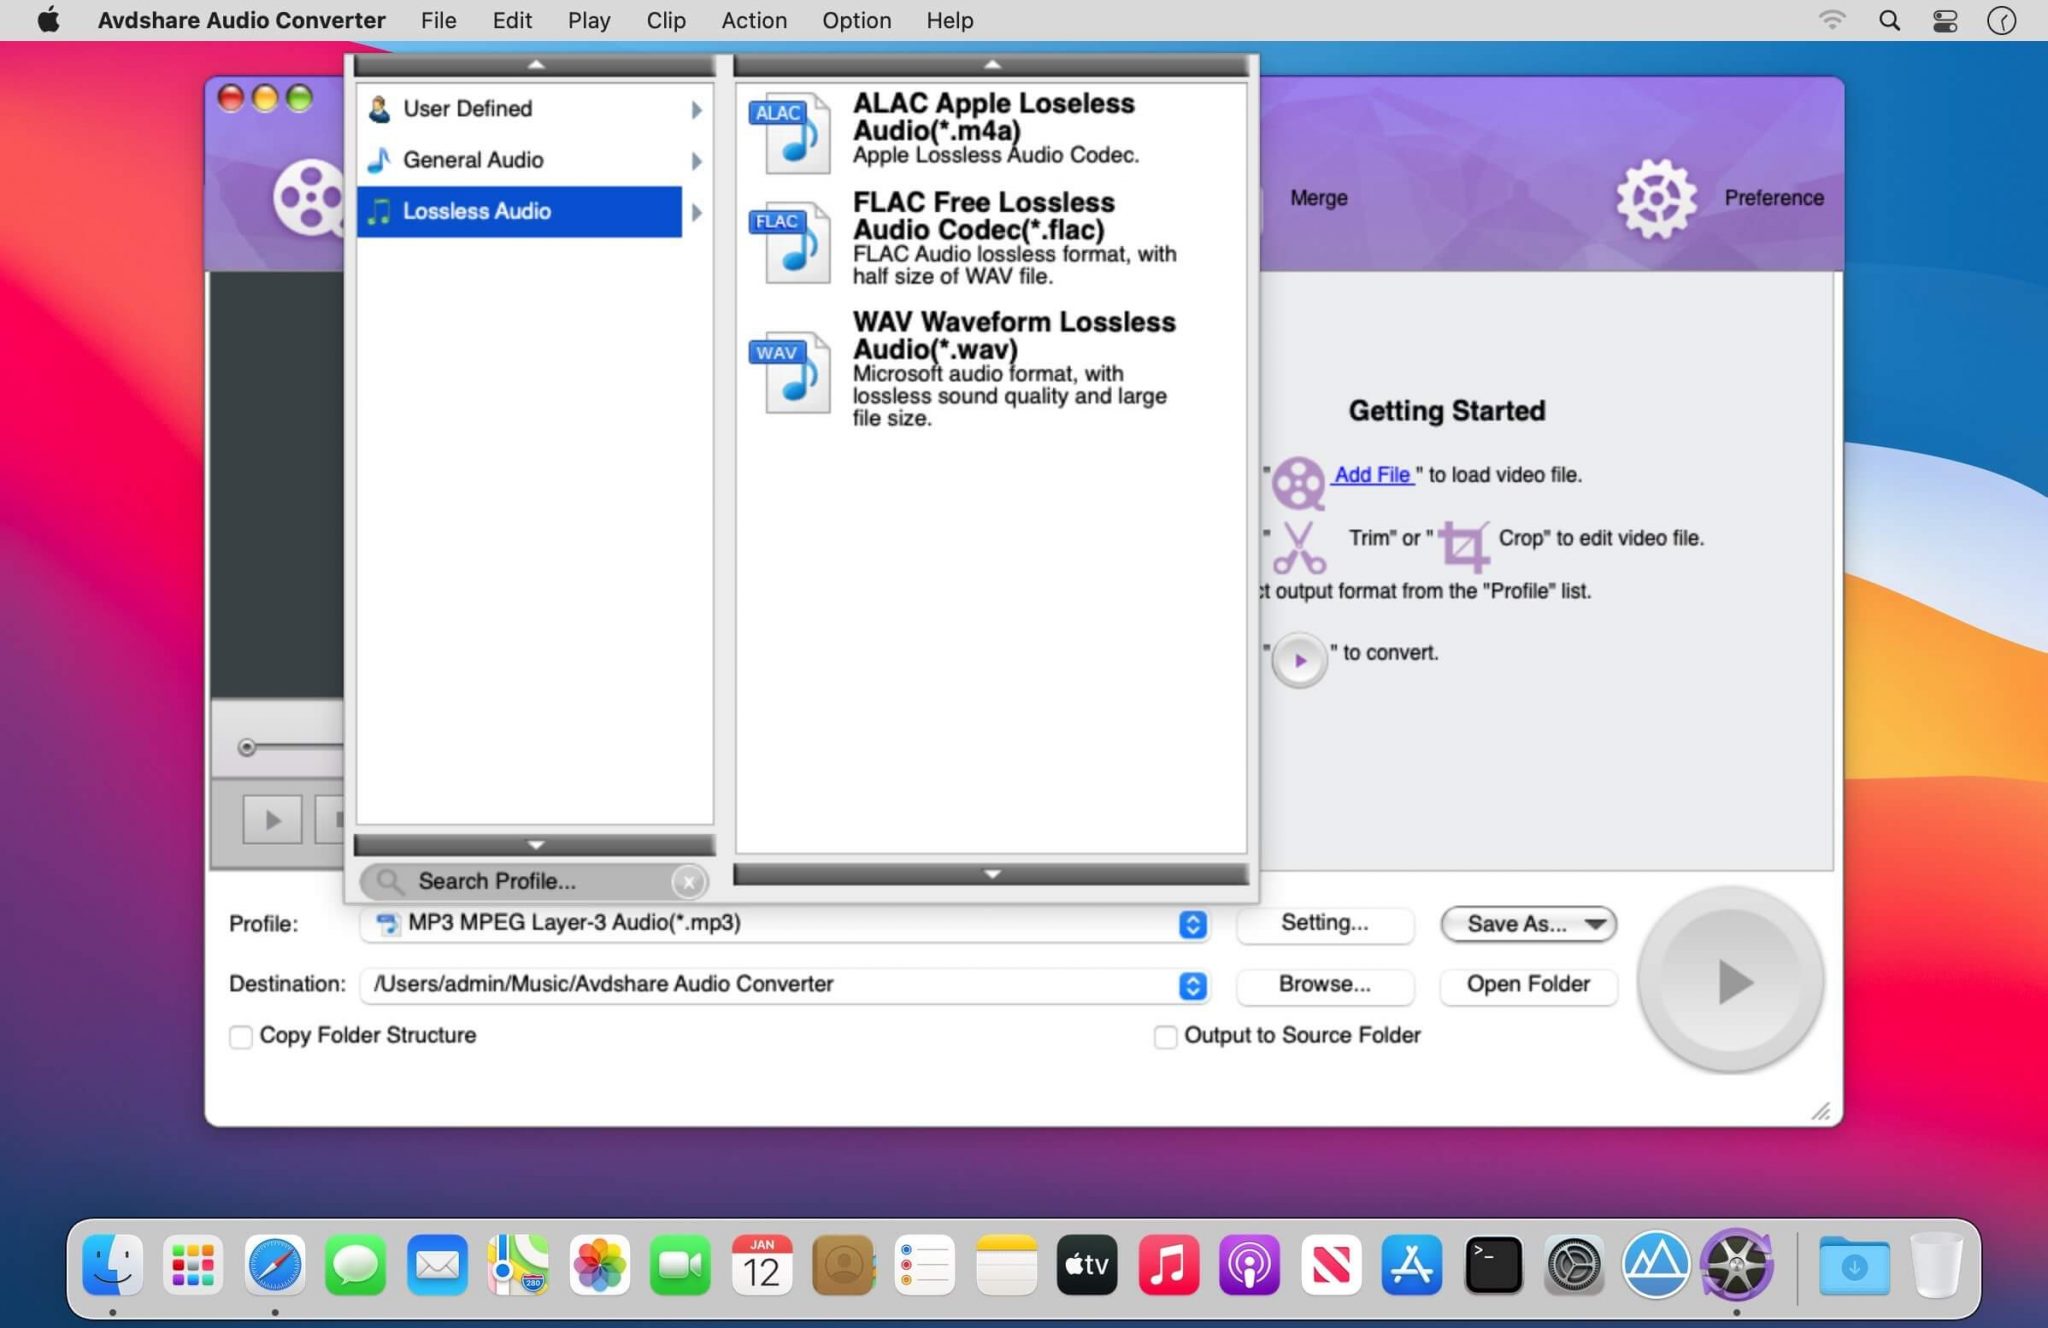 Avdshare Audio Converter File Edit Play Clip Action Option Help
User Defined
General Audio
Lossless Audio
ALAC
ALAC Apple Loseless
Audio(*.m4a)
Apple Lossless Audio Codec.
FLAC
FLAC Free Lossless
Audio Codec(*.flac)
FLAC Audio lossless format, with
half size of WAV file.
WAV
WAV Waveform Lossless
Audio(*.wav)
Microsoft audio format, with
lossless sound quality and large
file size.
Merge
Preference
Getting Started
" Add File " to load video file.
" Trim" or " Crop" to edit video file.
ct output format from the "Profile" list.
" " to convert.
Search Profile...
Profile: MP3 MPEG Layer-3 Audio(*.mp3) Setting... Save As...
Destination: /Users/admin/Music/Avdshare Audio Converter Browse... Open Folder
Copy Folder Structure Output to Source Folder
280
JAN
12
tv
>_